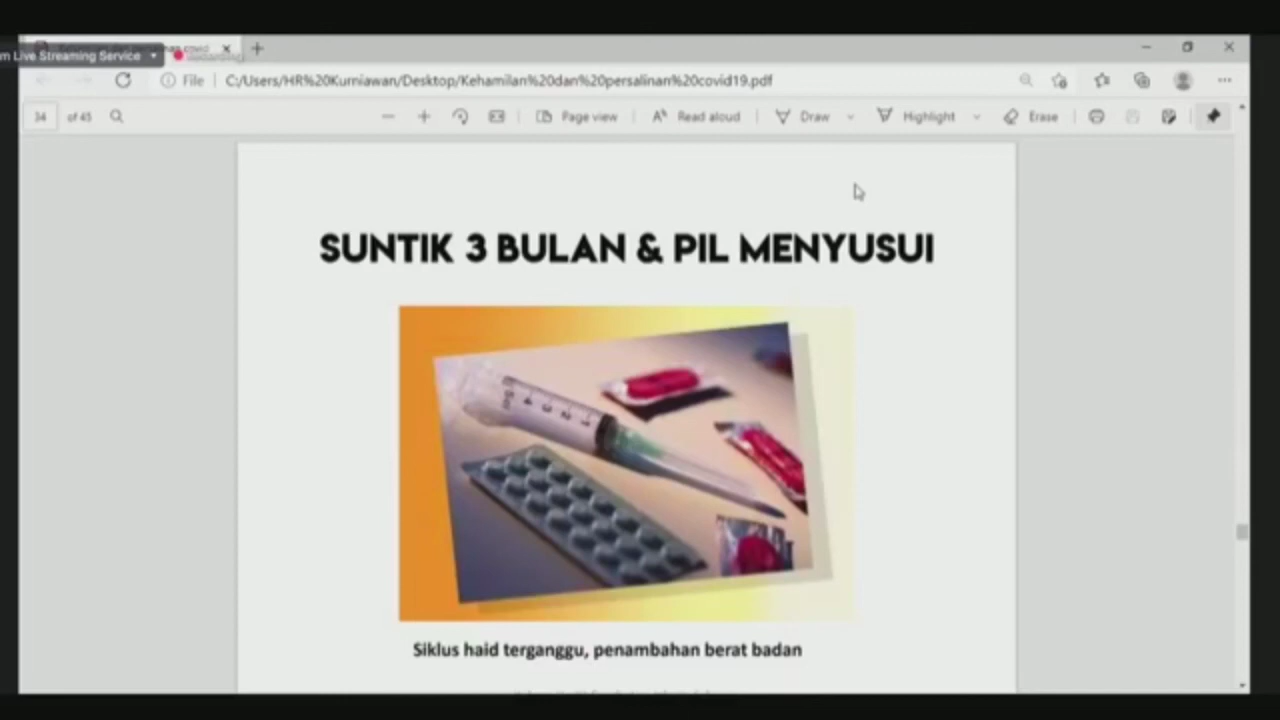 m Live Streaming Service
File
C:/Users/HR%20Kurniawan/Desktop/Kehamilan%20dan%20persalinan%20covid19.pdf
34 of 45
Page view
Read aloud
Draw
Highlight
Erase
SUNTIK 3 BULAN & PIL MENYUSUI
Siklus haid terganggu, penambahan berat badan